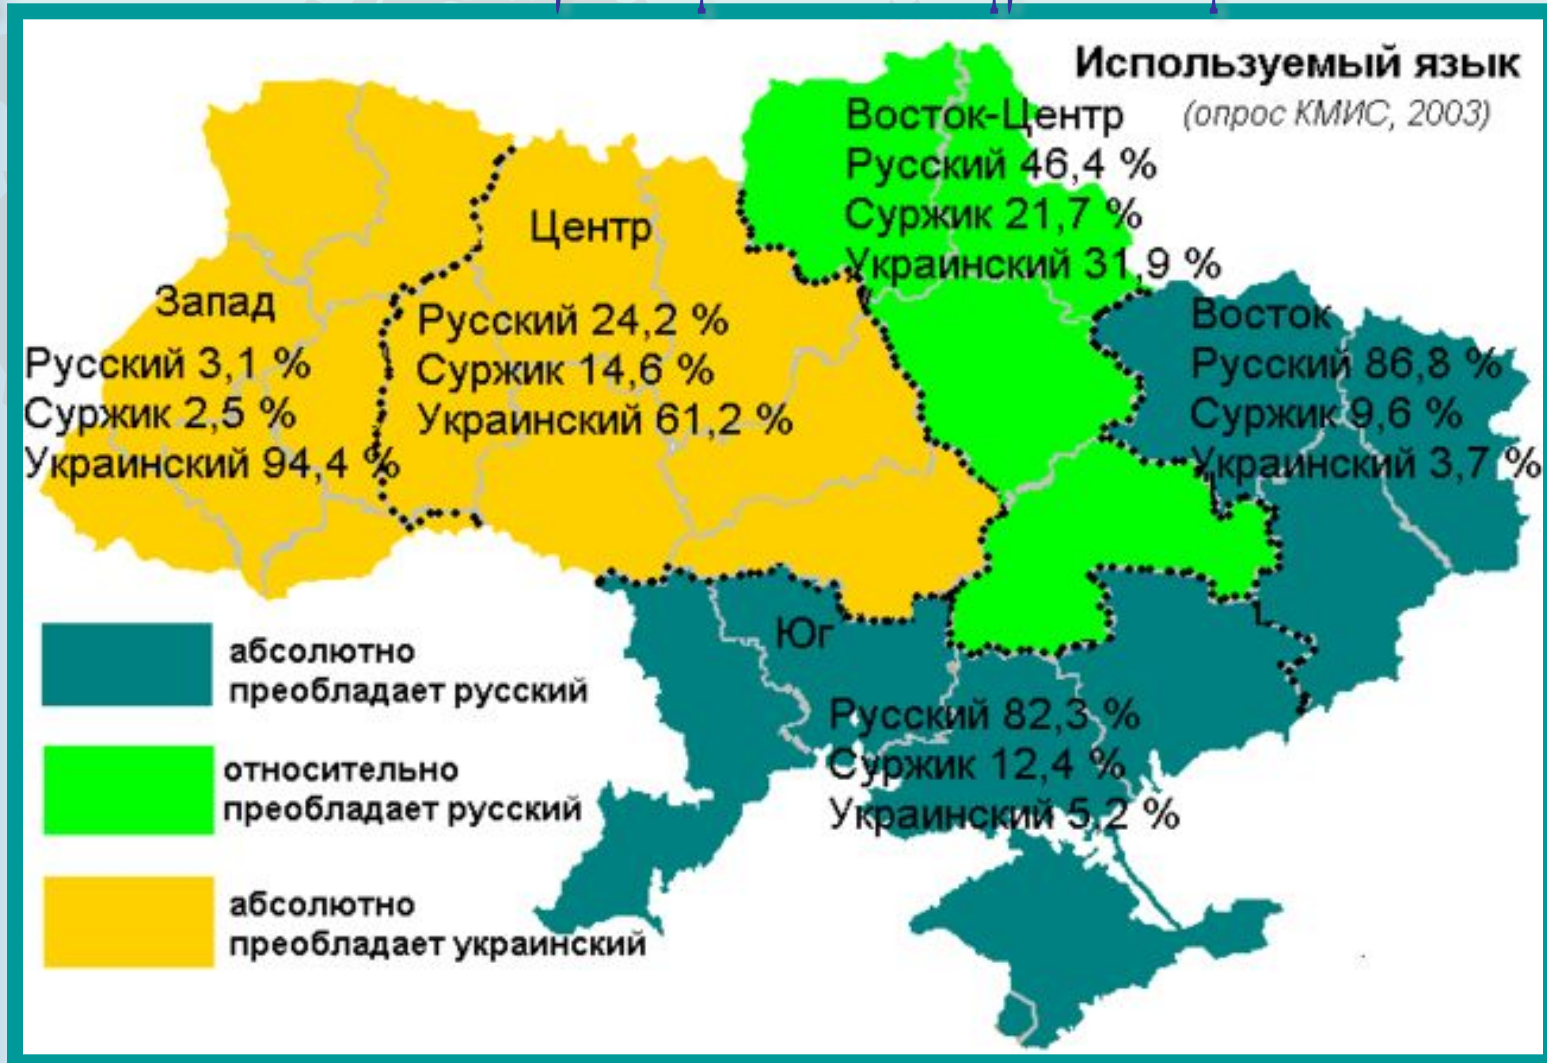 Используемый язык
(опрос КМИС, 2003)
Восток-Центр
Русский 46,4 %
Суржик 21,7 %
Украинский 31,9 %
Центр
Русский 24,2 %
Суржик 14,6 %
Украинский 61,2 %
Запад
Русский 3,1 %
Суржик 2,5 %
Украинский 94,4 %
Восток
Русский 86,8 %
Суржик 9,6 %
Украинский 3,7 %
Юг
Русский 82,3 %
Суржик 12,4 %
Украинский 5,2 %
абсолютно
преобладает русский
относительно
преобладает русский
абсолютно
преобладает украинский